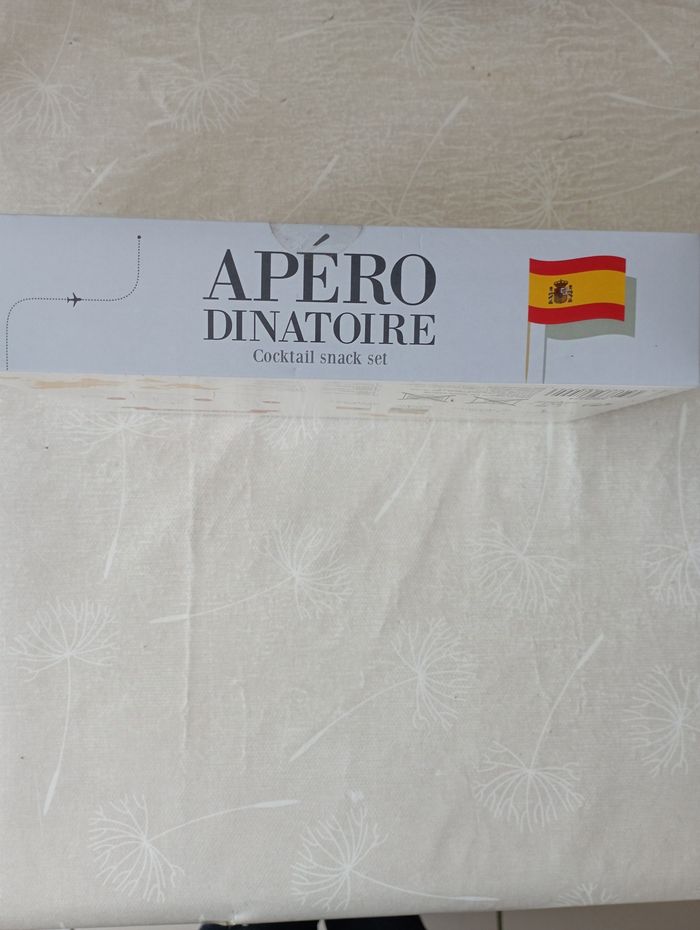 APÉRO
DINATOIRE
Cocktail snack set